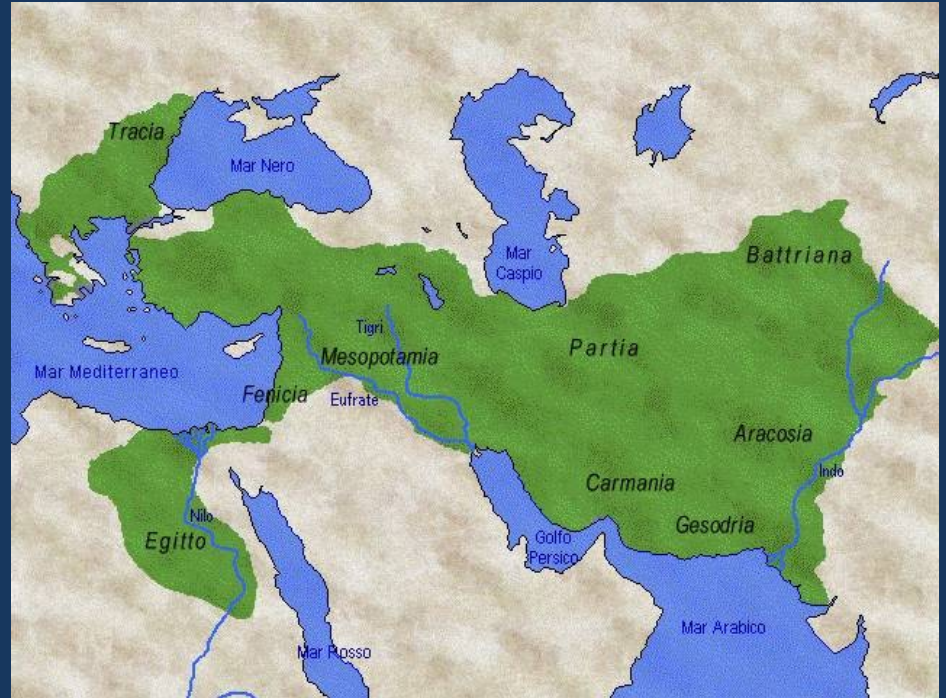 Tracia
Mar Nero
Battriana
Mar
Caspio
Tigri
Partia
Mesopotamia
Mar Mediterraneo
Fenicia
Eufrate
Aracosia
Indo
Carmania
Nilo
Gesodria
Egitto
Golfo
Persico
Mar Arabico
Mar Rosso